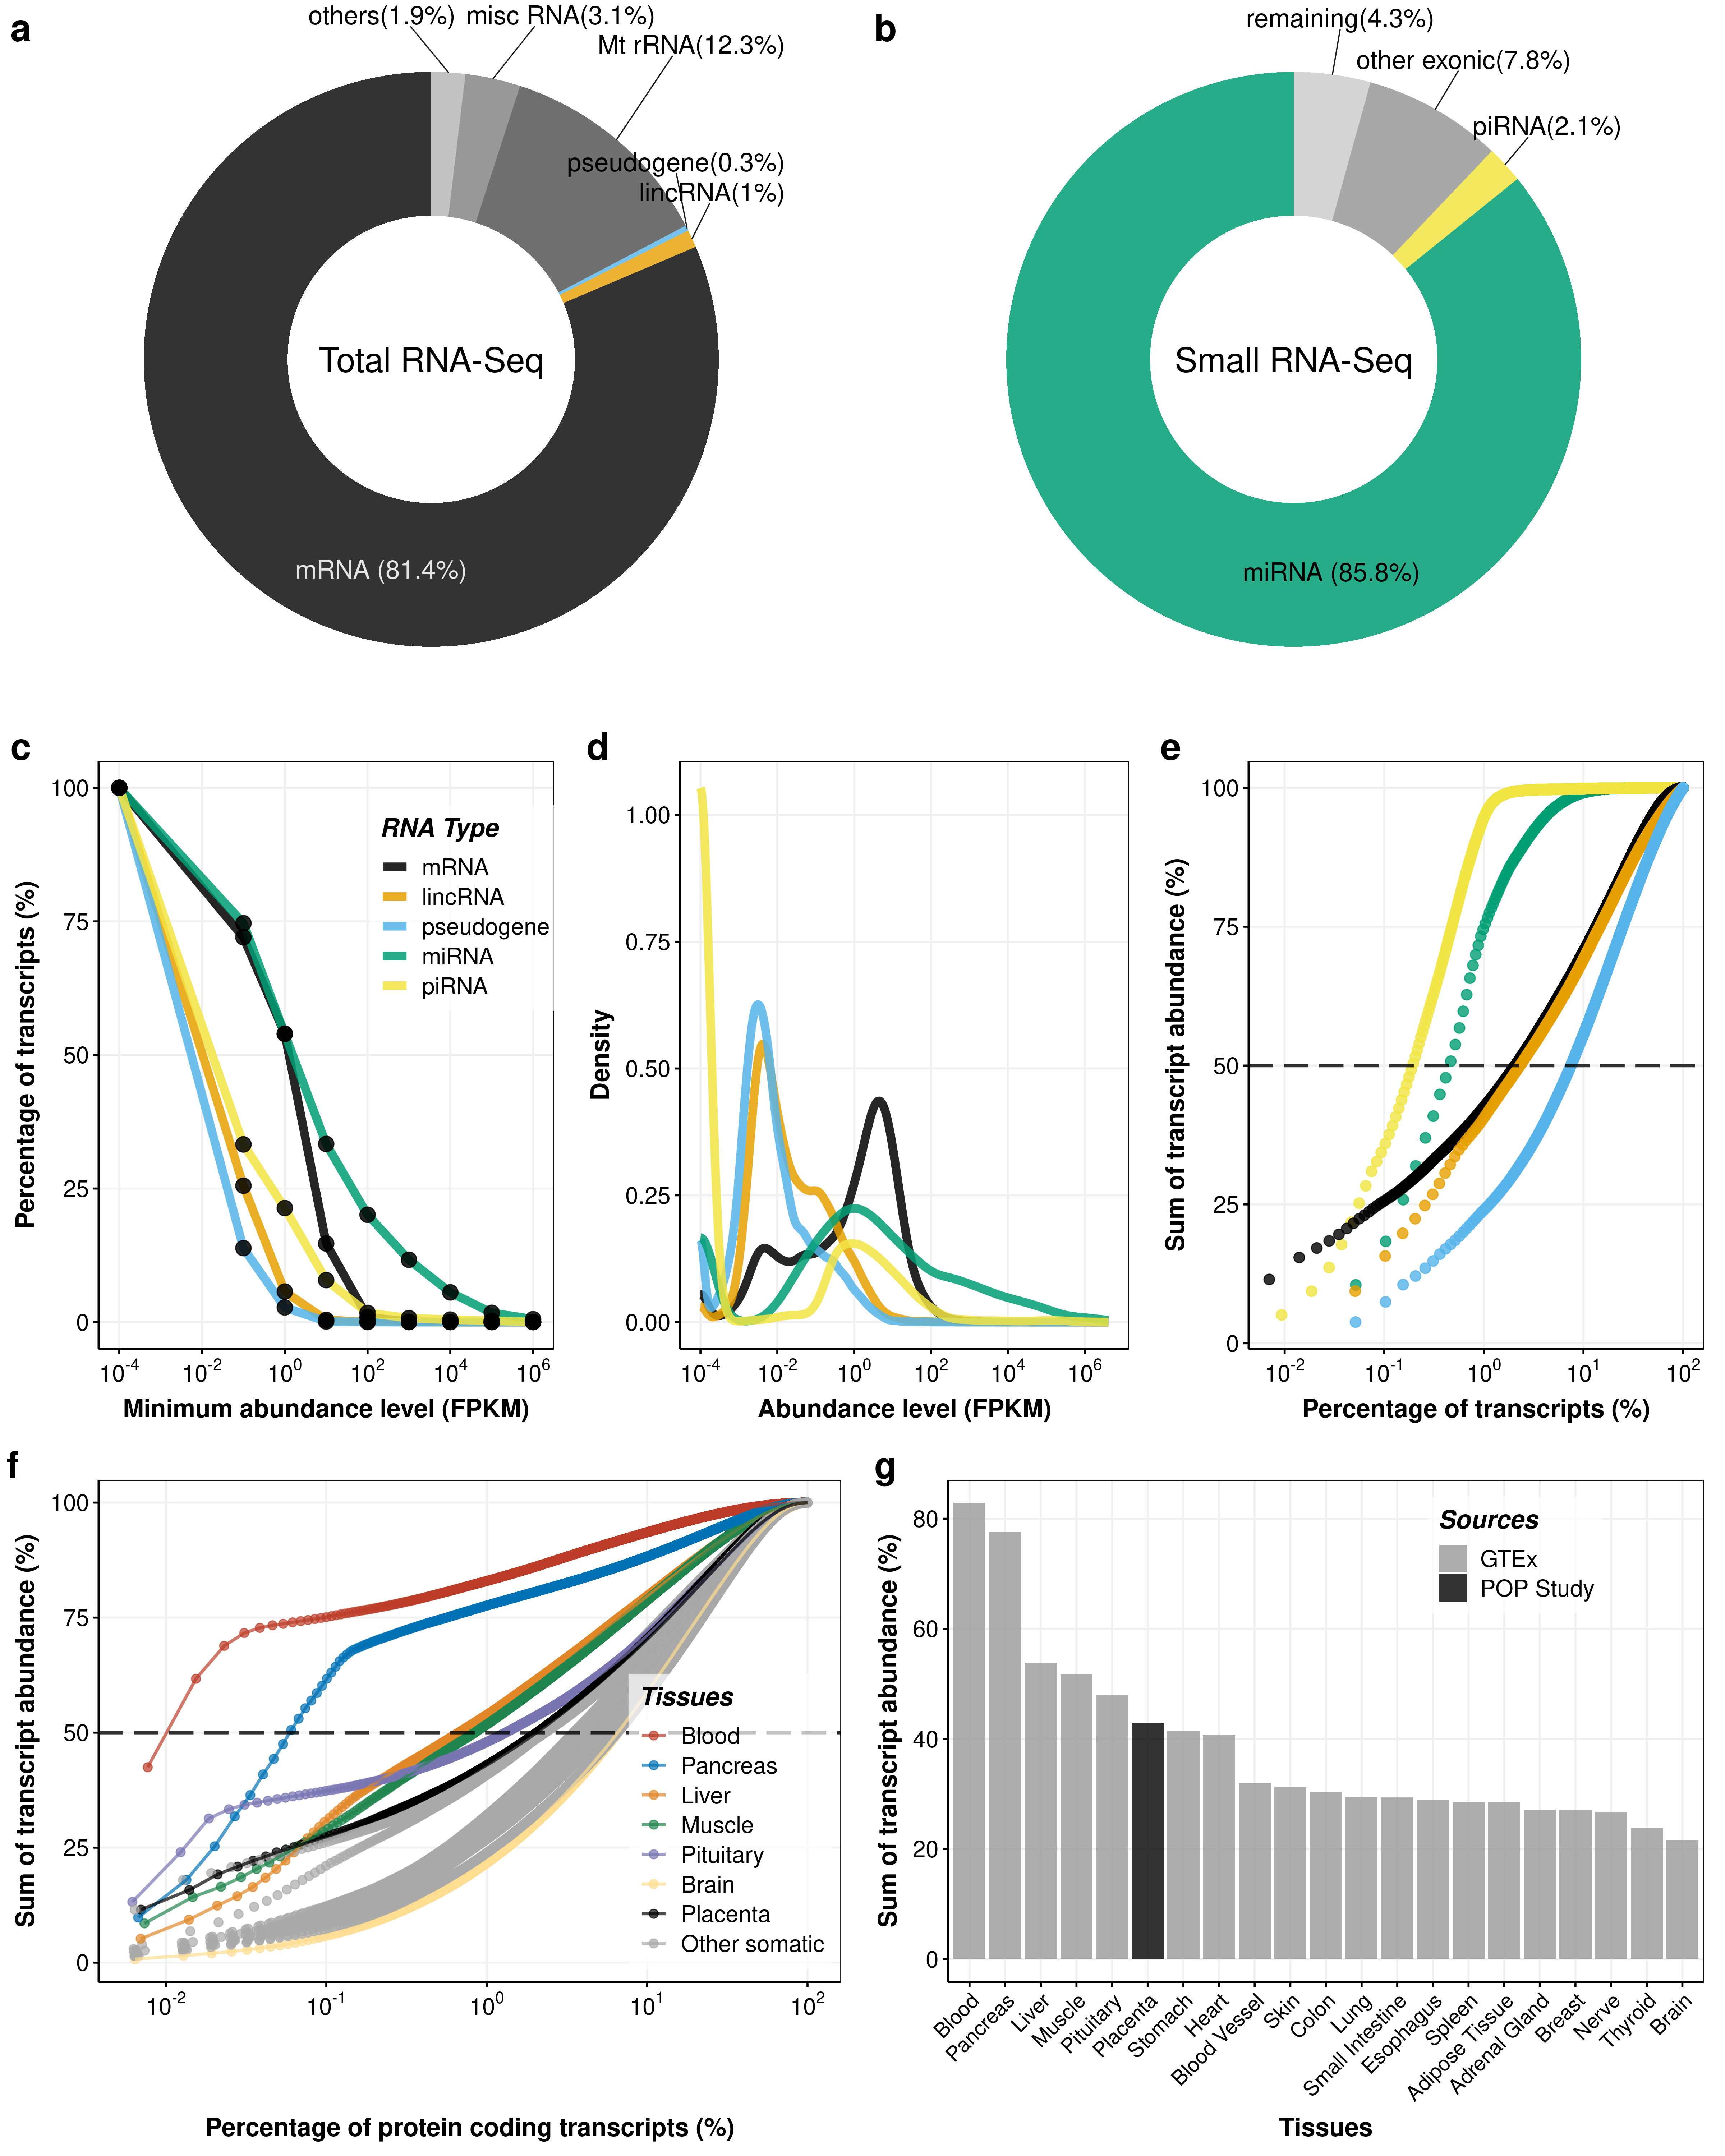 a
others(1.9%) misc RNA(3.1%)
Mt rRNA(12.3%)
pseudogene(0.3%)
lincRNA(1%)
Total RNA-Seq
mRNA (81.4%)
b
remaining(4.3%)
other exonic(7.8%)
piRNA(2.1%)
Small RNA-Seq
miRNA (85.8%)
c
Percentage of transcripts (%)
100
75
50
25
0
RNA Type
mRNA
lincRNA
pseudogene
miRNA
piRNA
10-4 10-2 100 102 104 106
Minimum abundance level (FPKM)
d
Density
1.00
0.75
0.50
0.25
0.00
10-4 10-2 100 102 104 106
Abundance level (FPKM)
e
Sum of transcript abundance (%)
100
75
50
25
0
10-2 10-1 100 101 102
Percentage of transcripts (%)
f
Sum of transcript abundance (%)
100
75
50
25
0
Tissues
Blood
Pancreas
Liver
Muscle
Pituitary
Brain
Placenta
Other somatic
10-2 10-1 100 101 102
Percentage of protein coding transcripts (%)
g
Sum of transcript abundance (%)
80
60
40
20
0
Sources
GTEx
POP Study
Blood
Pancreas
Liver
Muscle
Pituitary
Placenta
Stomach
Heart
Blood Vessel
Skin
Colon
Lung
Small Intestine
Esophagus
Spleen
Adipose Tissue
Adrenal Gland
Breast
Nerve
Thyroid
Brain
Tissues